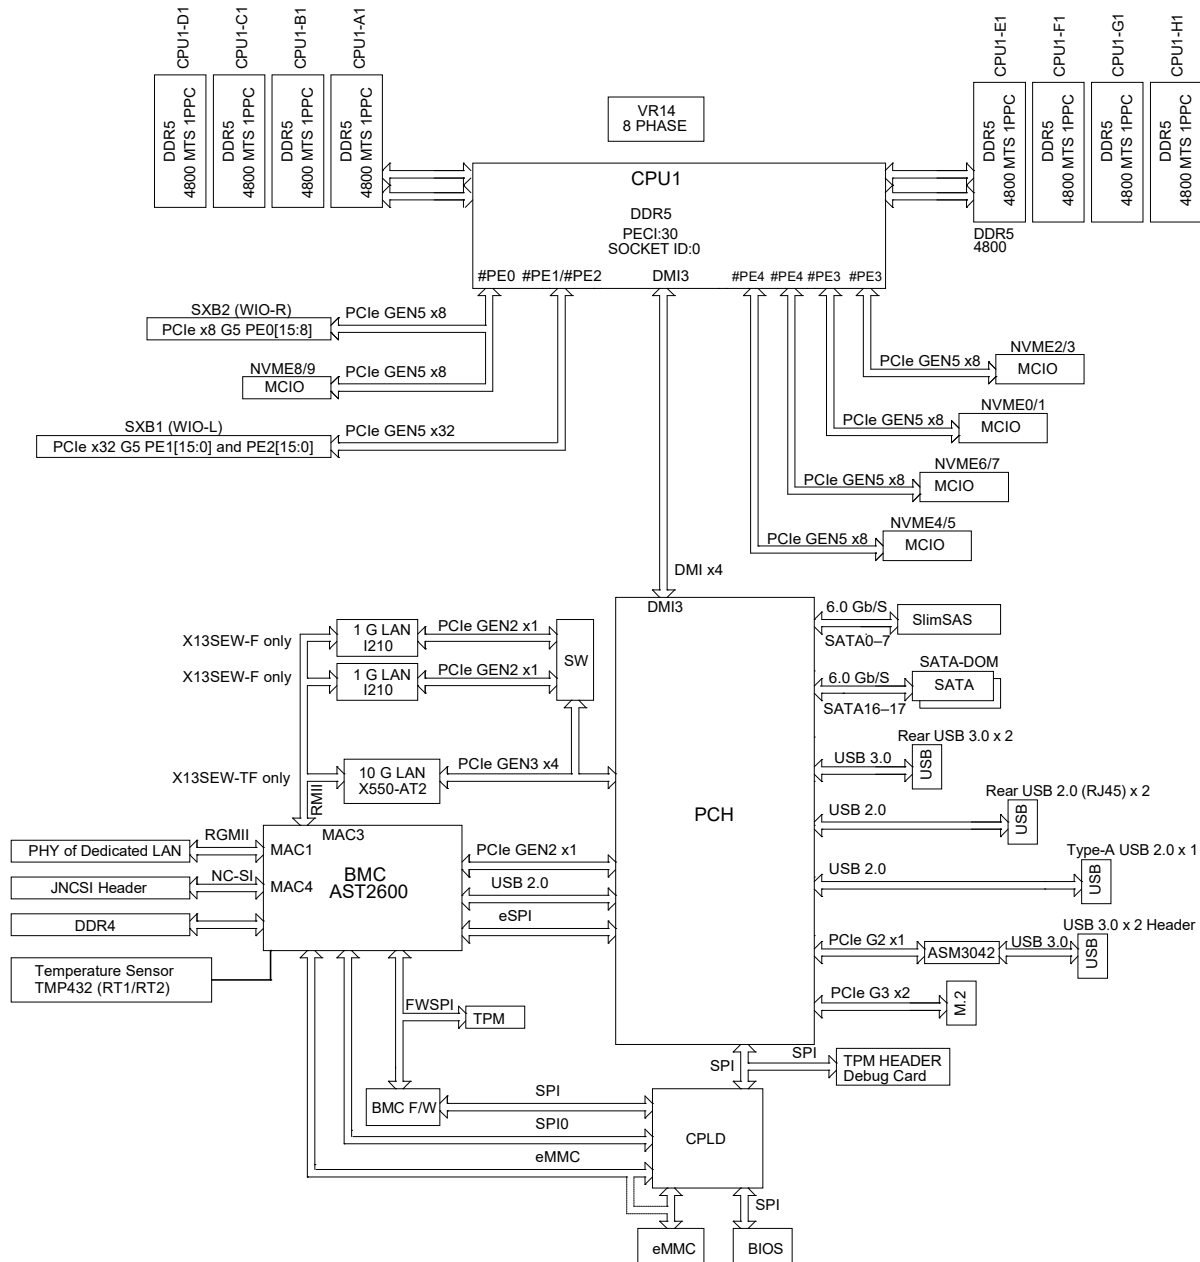 CPU1-D1
CPU1-C1
CPU1-B1
CPU1-A1
CPU1-E1
CPU1-F1
CPU1-G1
CPU1-H1
DDR5
4800 MTS 1PPC
DDR5
4800 MTS 1PPC
DDR5
4800 MTS 1PPC
DDR5
4800 MTS 1PPC
VR14
8 PHASE
DDR5
4800 MTS 1PPC
DDR5
4800 MTS 1PPC
DDR5
4800 MTS 1PPC
DDR5
4800 MTS 1PPC
DDR5
4800
CPU1
DDR5
PECI:30
SOCKET ID:0
#PE0
#PE1/#PE2
DMI3
#PE4
#PE4
#PE3
#PE3
SXB2 (WIO-R)
PCIe x8 G5 PE0[15:8]
PCIe GEN5 x8
NVME8/9
MCIO
PCIe GEN5 x8
SXB1 (WIO-L)
PCIe x32 G5 PE1[15:0] and PE2[15:0]
PCIe GEN5 x32
NVME2/3
PCIe GEN5 x8
MCIO
NVME0/1
PCIe GEN5 x8
MCIO
NVME6/7
PCIe GEN5 x8
MCIO
NVME4/5
PCIe GEN5 x8
MCIO
DMI x4
DMI3
PCH
X13SEW-F only
1 G LAN
I210
PCIe GEN2 x1
SW
X13SEW-F only
1 G LAN
I210
PCIe GEN2 x1
X13SEW-TF only
10 G LAN
X550-AT2
PCIe GEN3 x4
RMII
6.0 Gb/S
SATA0–7
SlimSAS
SATA-DOM
6.0 Gb/S
SATA16–17
SATA
Rear USB 3.0 x 2
USB 3.0
USB
Rear USB 2.0 (RJ45) x 2
USB 2.0
USB
Type-A USB 2.0 x 1
USB 2.0
USB
USB 3.0 x 2 Header
PCIe G2 x1
ASM3042
USB 3.0
USB
PCIe G3 x2
M.2
PHY of Dedicated LAN
RGMII
MAC1
MAC3
JNCSI Header
NC-SI
MAC4
BMC
AST2600
DDR4
Temperature Sensor
TMP432 (RT1/RT2)
PCIe GEN2 x1
USB 2.0
eSPI
FWSPI
TPM
SPI
SPI
TPM HEADER
Debug Card
BMC F/W
SPI
SPI0
eMMC
CPLD
SPI
eMMC
BIOS